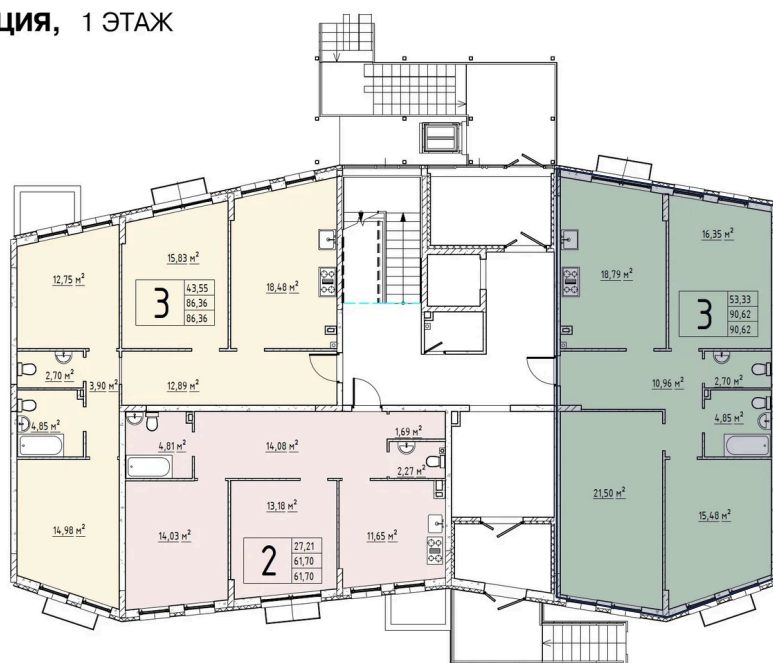 ЦИЯ, 1 ЭТАЖ
12,75 м²
15,83 м²
18,48 м²
3
43,55
86,36
86,36
2,70 м²
3,90 м²
12,89 м²
4,85 м²
14,98 м²
4,81 м²
14,08 м²
1,69 м²
2,27 м²
14,03 м²
13,18 м²
11,65 м²
2
27,21
61,70
61,70
16,35 м²
18,79 м²
3
53,33
90,62
90,62
10,96 м²
2,70 м²
4,85 м²
21,50 м²
15,48 м²